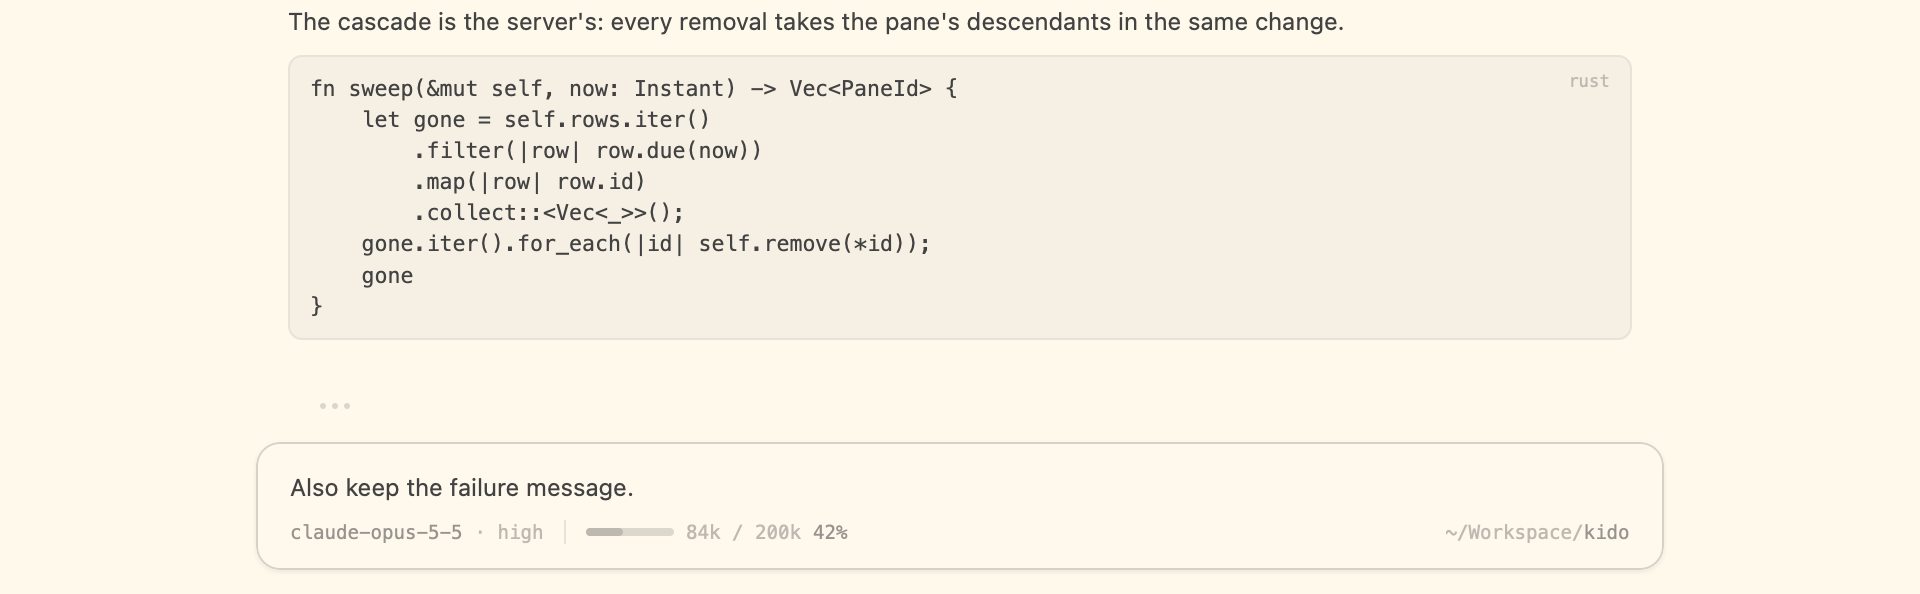 The cascade is the server's: every removal takes the pane's descendants in the same change.
rust
fn sweep(&mut self, now: Instant) -> Vec<PaneId> {
    let gone = self.rows.iter()
        .filter(|row| row.due(now))
        .map(|row| row.id)
        .collect::<Vec<_>>();
    gone.iter().for_each(|id| self.remove(*id));
    gone
}
Also keep the failure message.
claude-opus-5-5 · high 84k / 200k 42% ~/Workspace/kido